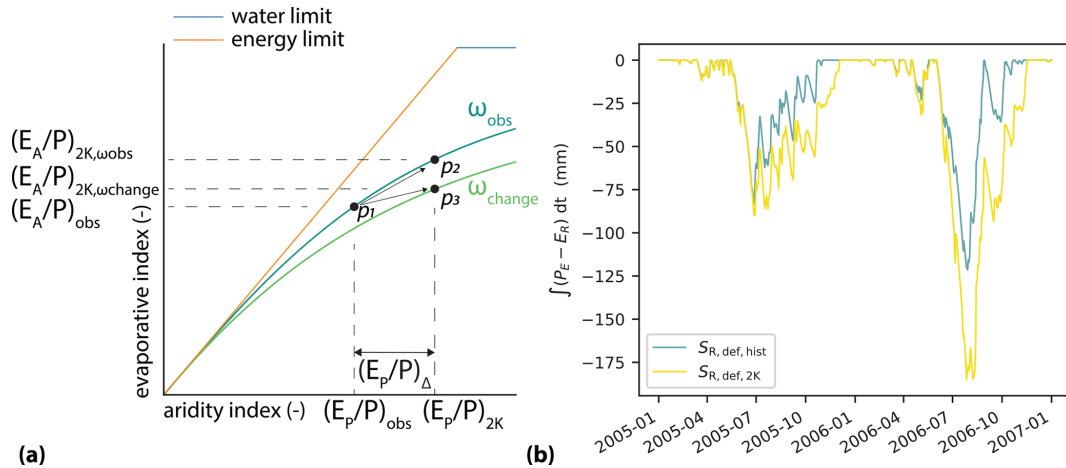 water limit
energy limit
ω_obs
(E_A/P)_2K,ωobs
(E_A/P)_2K,ωchange
(E_A/P)_obs
p₂
p₃
p₁
ω_change
evaporative index (-)
(E_P/P)_Δ
aridity index (-)
(E_P/P)_obs
(E_P/P)_2K
(a)
0
−25
−50
−75
−100
−125
−150
−175
∫(P_E − E_R) dt (mm)
S_R, def, hist
S_R, def, 2K
2005-01
2005-04
2005-07
2005-10
2006-01
2006-04
2006-07
2006-10
2007-01
(b)